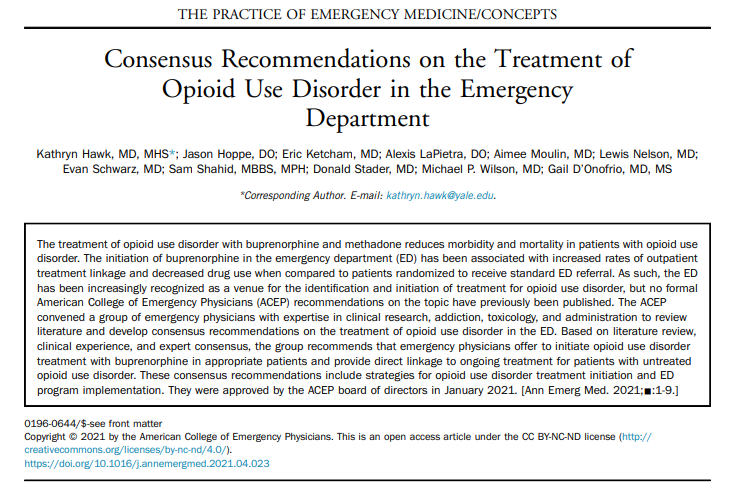 THE PRACTICE OF EMERGENCY MEDICINE/CONCEPTS
Consensus Recommendations on the Treatment of
Opioid Use Disorder in the Emergency
Department
Kathryn Hawk, MD, MHS*; Jason Hoppe, DO; Eric Ketcham, MD; Alexis LaPietra, DO; Aimee Moulin, MD; Lewis Nelson, MD;
Evan Schwarz, MD; Sam Shahid, MBBS, MPH; Donald Stader, MD; Michael P. Wilson, MD; Gail D'Onofrio, MD, MS
*Corresponding Author. E-mail: kathryn.hawk@yale.edu.
The treatment of opioid use disorder with buprenorphine and methadone reduces morbidity and mortality in patients with opioid use
disorder. The initiation of buprenorphine in the emergency department (ED) has been associated with increased rates of outpatient
treatment linkage and decreased drug use when compared to patients randomized to receive standard ED referral. As such, the ED
has been increasingly recognized as a venue for the identification and initiation of treatment for opioid use disorder, but no formal
American College of Emergency Physicians (ACEP) recommendations on the topic have previously been published. The ACEP
convened a group of emergency physicians with expertise in clinical research, addiction, toxicology, and administration to review
literature and develop consensus recommendations on the treatment of opioid use disorder in the ED. Based on literature review,
clinical experience, and expert consensus, the group recommends that emergency physicians offer to initiate opioid use disorder
treatment with buprenorphine in appropriate patients and provide direct linkage to ongoing treatment for patients with untreated
opioid use disorder. These consensus recommendations include strategies for opioid use disorder treatment initiation and ED
program implementation. They were approved by the ACEP board of directors in January 2021. [Ann Emerg Med. 2021;■:1-9.]
0196-0644/$-see front matter
Copyright © 2021 by the American College of Emergency Physicians. This is an open access article under the CC BY-NC-ND license (http://
creativecommons.org/licenses/by-nc-nd/4.0/).
https://doi.org/10.1016/j.annemergmed.2021.04.023